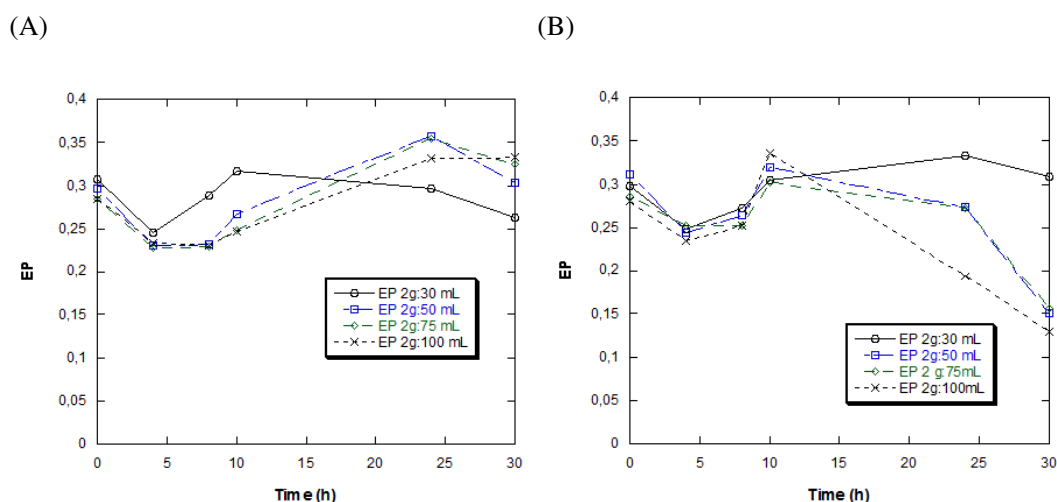 (A)
(B)
0,4
0,35
0,3
0,25
0,2
0,15
0,1
0,05
0
EP
EP 2g:30 mL
EP 2g:50 mL
EP 2g:75 mL
EP 2g:100 mL
0 5 10 15 20 25 30
Time (h)
0,4
0,35
0,3
0,25
0,2
0,15
0,1
0,05
0
EP
EP 2g:30 mL
EP 2g:50 mL
EP 2 g:75mL
EP 2g:100mL
0 5 10 15 20 25 30
Time (h)